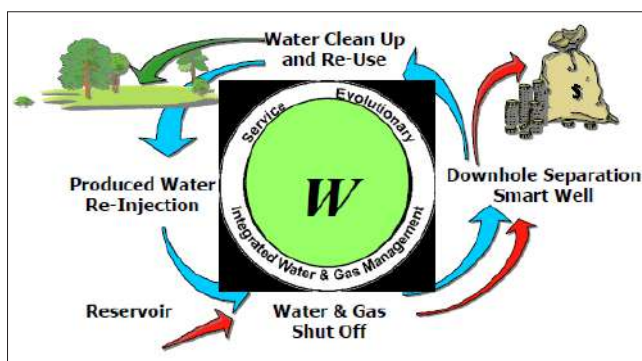 Water Clean Up
and Re-Use
Service Evolutionary
Integrated Water & Gas Management
W
$
Produced Water
Re-Injection
Downhole Separation
Smart Well
Reservoir
Water & Gas
Shut Off